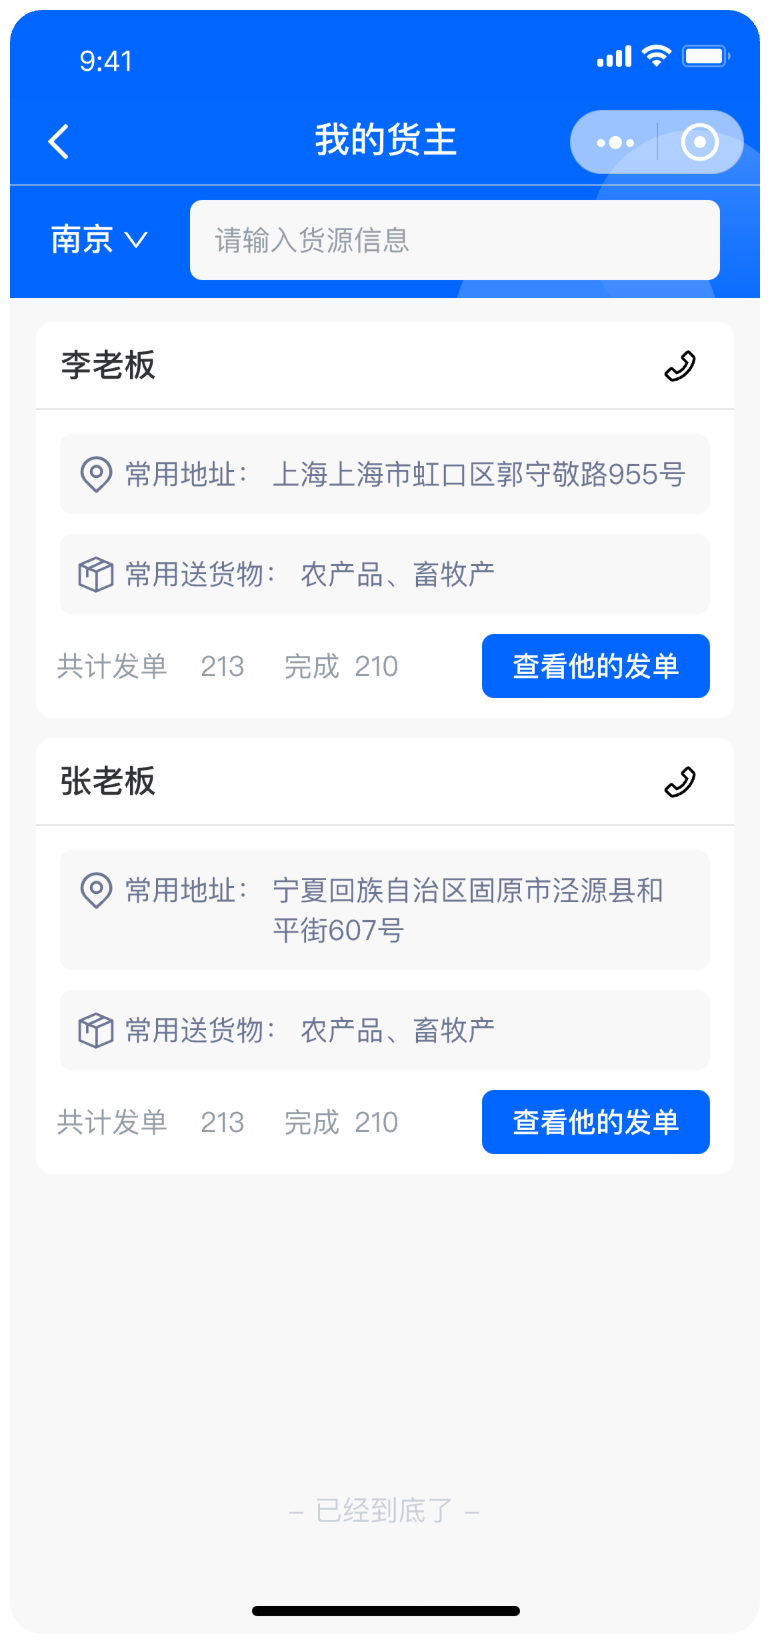 9:41
我的货主
南京 请输入货源信息
李老板
常用地址： 上海上海市虹口区郭守敬路955号
常用送货物： 农产品、畜牧产
共计发单 213 完成 210 查看他的发单
张老板
常用地址： 宁夏回族自治区固原市泾源县和
平街607号
常用送货物： 农产品、畜牧产
共计发单 213 完成 210 查看他的发单
– 已经到底了 –